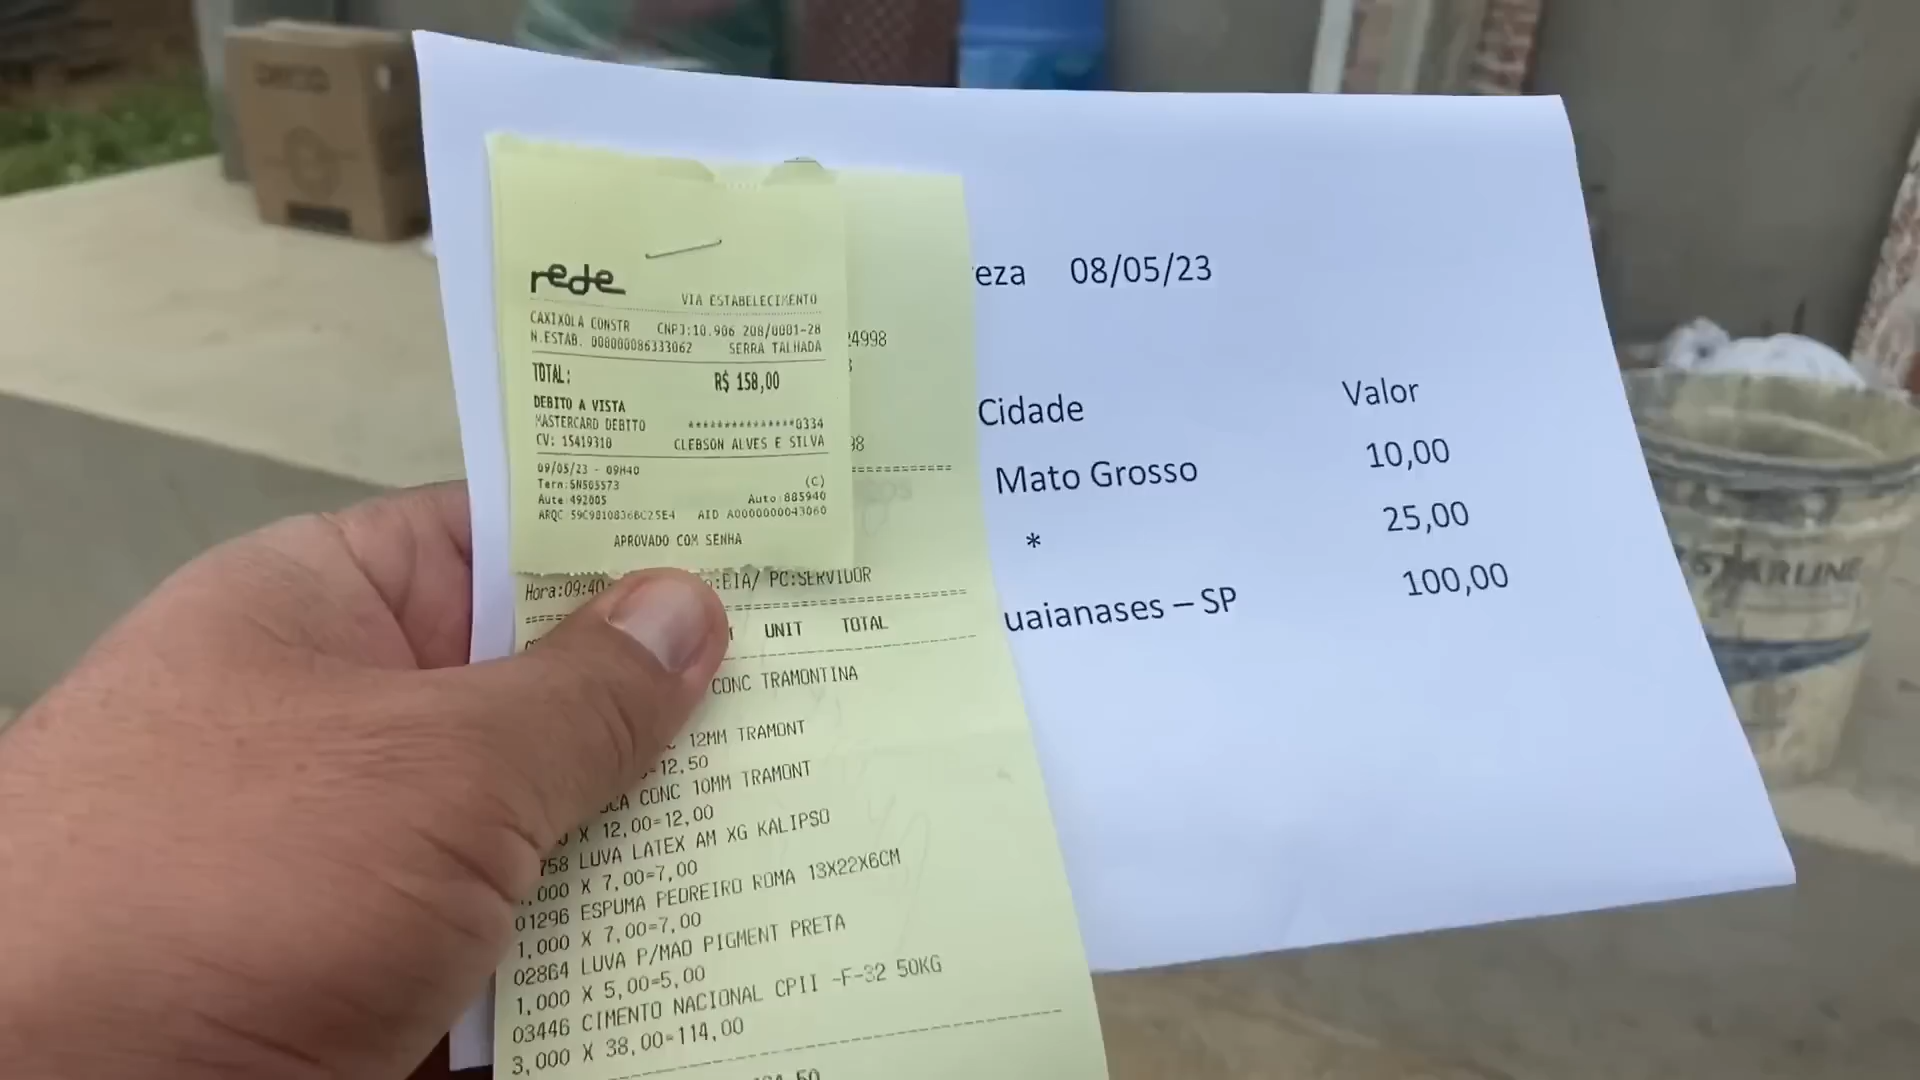 rede
VIA ESTABELECIMENTO
CAXIXOLA CONSTR CNPJ:10.906 208/0001-28
N.ESTAB. 000000086333062 SERRA TALHADA
TOTAL: R$ 158,00
DEBITO A VISTA
MASTERCARD DEBITO ***************0334
CV: 15419310 CLEBSON ALVES E SILVA
09/05/23 - 09H40
(C)
Term:SN565573
Aute 492005 Auto 885940
AID A0000000043060
APROVADO COM SENHA
24998
98
Hora:09:40 :BIA/ PC:SERVIDOR
UNIT TOTAL
CONC TRAMONTINA
12MM TRAMONT
=12,50
CONC 10MM TRAMONT
X 12,00=12,00
758 LUVA LATEX AM XG KALIPSO
,000 X 7,00=7,00
01296 ESPUMA PEDREIRO ROMA 13X22X6CM
1,000 X 7,00=7,00
02864 LUVA P/MAO PIGMENT PRETA
1,000 X 5,00=5,00
03446 CIMENTO NACIONAL CPII -F-32 50KG
3,000 X 38,00=114,00
eza 08/05/23
Cidade Valor
Mato Grosso 10,00
* 25,00
uaianases – SP 100,00
STARLINE